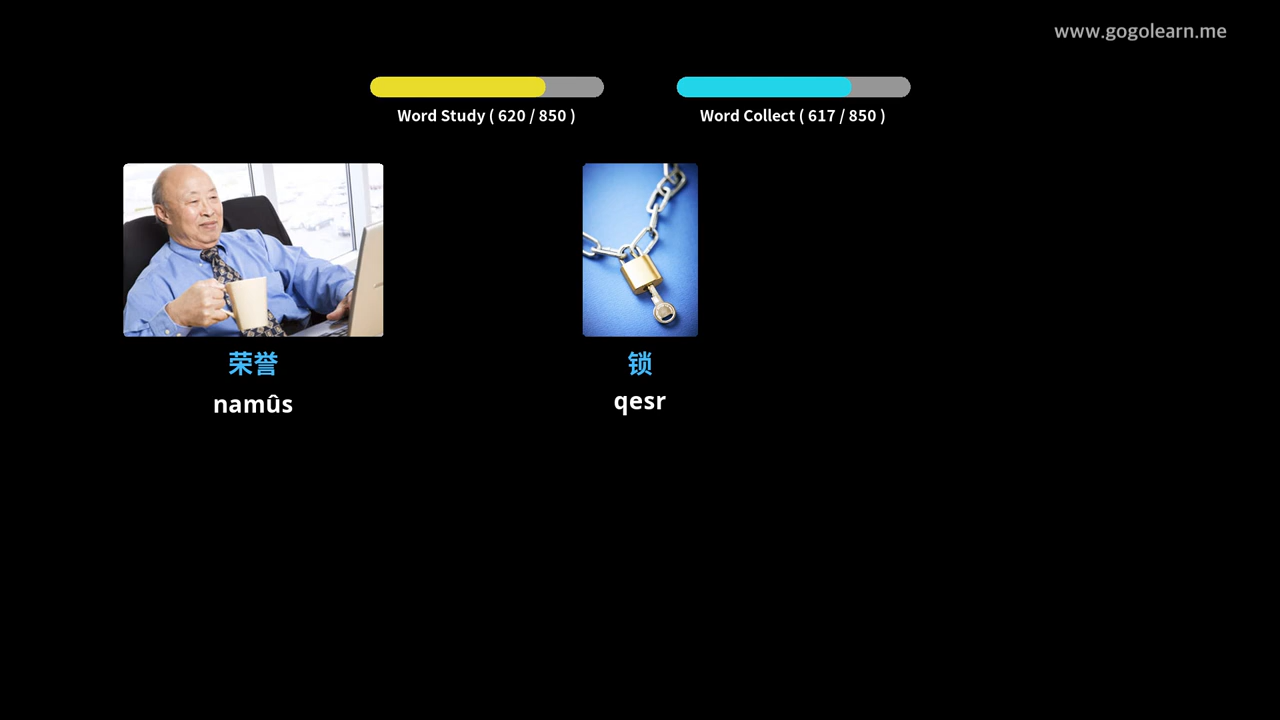 www.gogolearn.me
Word Study ( 620 / 850 )
Word Collect ( 617 / 850 )
荣誉
namûs
锁
qesr